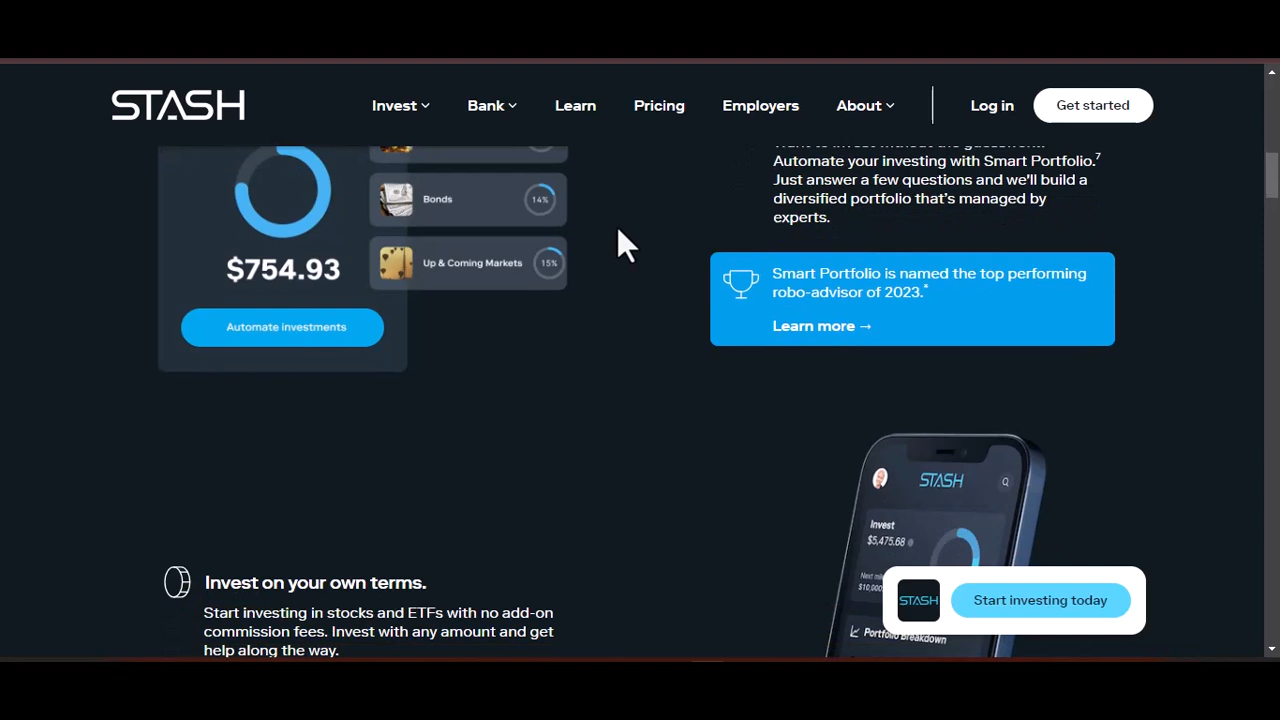 STASH
Invest
Bank
Learn
Pricing
Employers
About
Log in
Get started
Automate your investing with Smart Portfolio.7
Just answer a few questions and we'll build a
diversified portfolio that's managed by
experts.
Bonds
14%
$754.93
Up & Coming Markets
15%
Automate investments
Smart Portfolio is named the top performing
robo-advisor of 2023.*
Learn more →
STASH
Invest
$5,475.68
Invest on your own terms.
Start investing in stocks and ETFs with no add-on
commission fees. Invest with any amount and get
help along the way.
STASH
Start investing today
Portfolio Breakdown